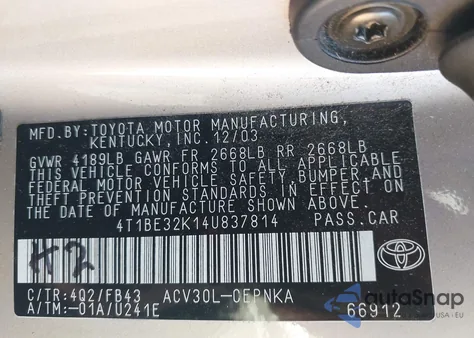 MFD. BY: TOYOTA MOTOR MANUFACTURING,
KENTUCKY, INC. 12/03
GVWR 4189LB GAWR FR 2668LB RR 2668LB
THIS VEHICLE CONFORMS TO ALL APPLICABLE
FEDERAL MOTOR VEHICLE SAFETY, BUMPER, AND
THEFT PREVENTION STANDARDS IN EFFECT ON
THE DATE OF MANUFACTURE SHOWN ABOVE.
4T1BE32K14U837814 PASS.CAR
K2
C/TR:4Q2/FB43 ACV30L-CEPNKA
A/TM:-01A/U241E 66912
TOYOTA
autoSnap